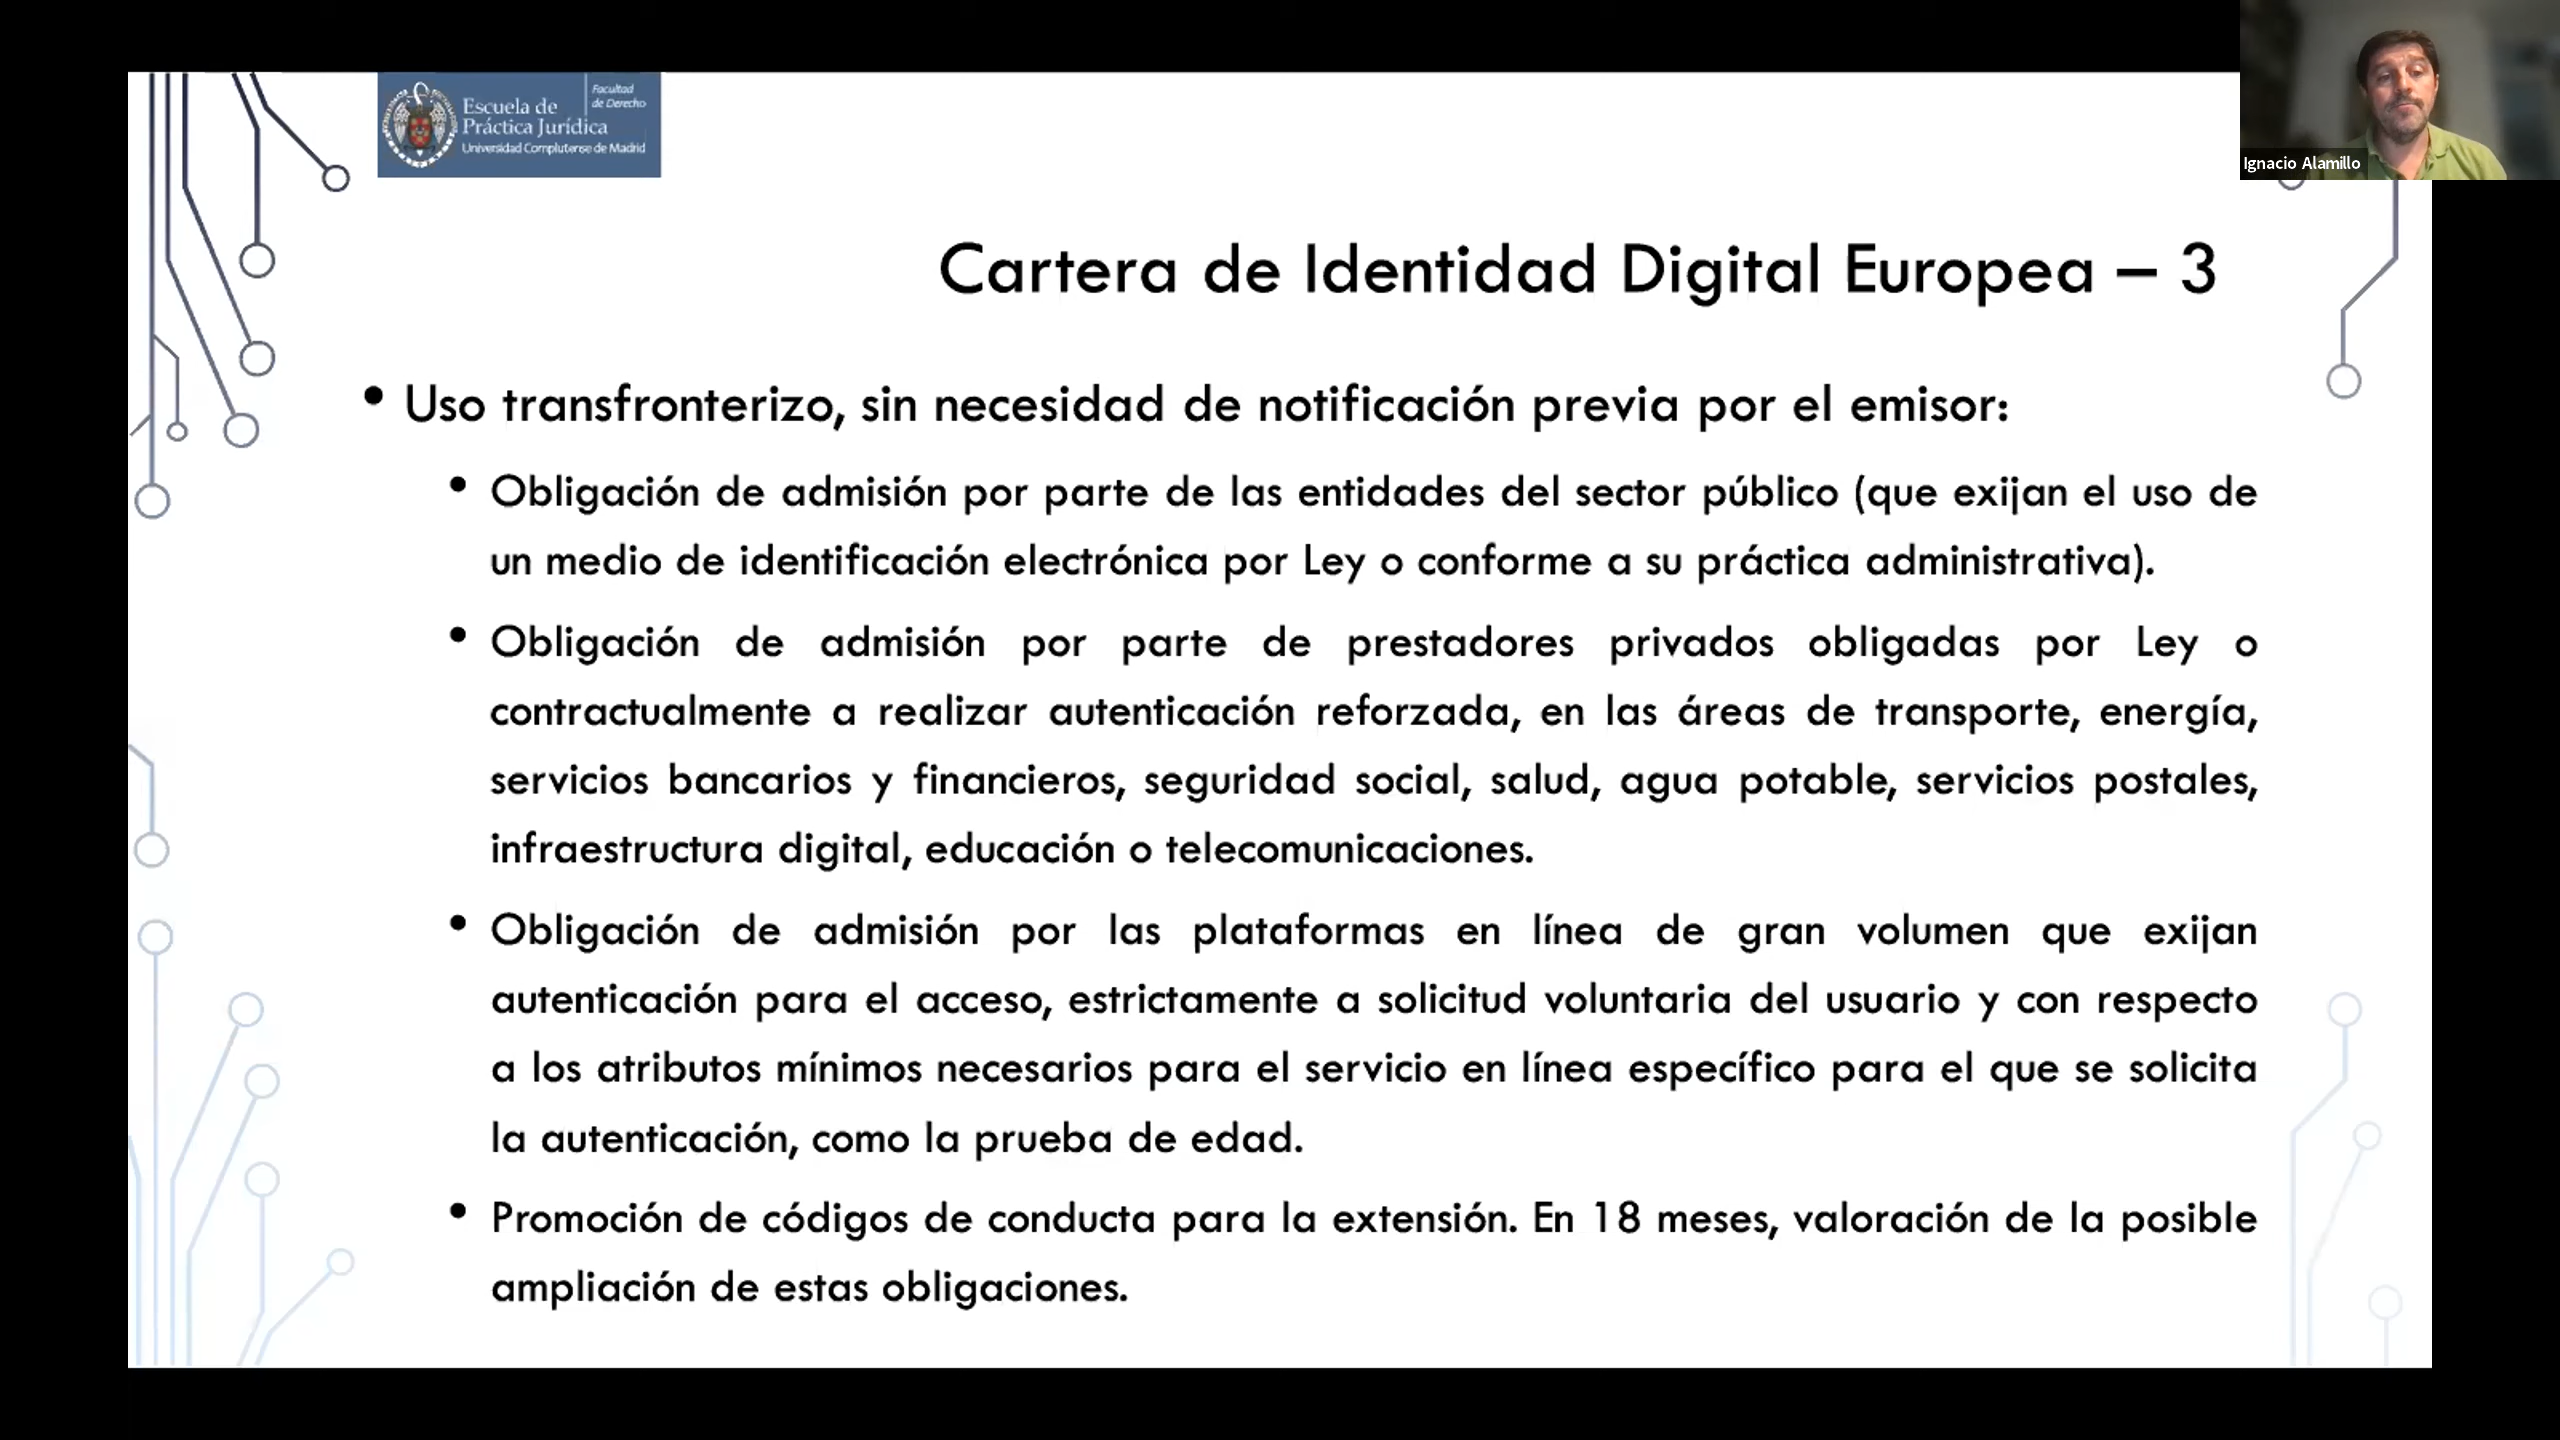 Escuela de
Práctica Jurídica
Universidad Complutense de Madrid
Facultad
de Derecho
Ignacio Alamillo
Cartera de Identidad Digital Europea – 3
• Uso transfronterizo, sin necesidad de notificación previa por el emisor:
• Obligación de admisión por parte de las entidades del sector público (que exijan el uso de
un medio de identificación electrónica por Ley o conforme a su práctica administrativa).
• Obligación de admisión por parte de prestadores privados obligadas por Ley o
contractualmente a realizar autenticación reforzada, en las áreas de transporte, energía,
servicios bancarios y financieros, seguridad social, salud, agua potable, servicios postales,
infraestructura digital, educación o telecomunicaciones.
• Obligación de admisión por las plataformas en línea de gran volumen que exijan
autenticación para el acceso, estrictamente a solicitud voluntaria del usuario y con respecto
a los atributos mínimos necesarios para el servicio en línea específico para el que se solicita
la autenticación, como la prueba de edad.
• Promoción de códigos de conducta para la extensión. En 18 meses, valoración de la posible
ampliación de estas obligaciones.